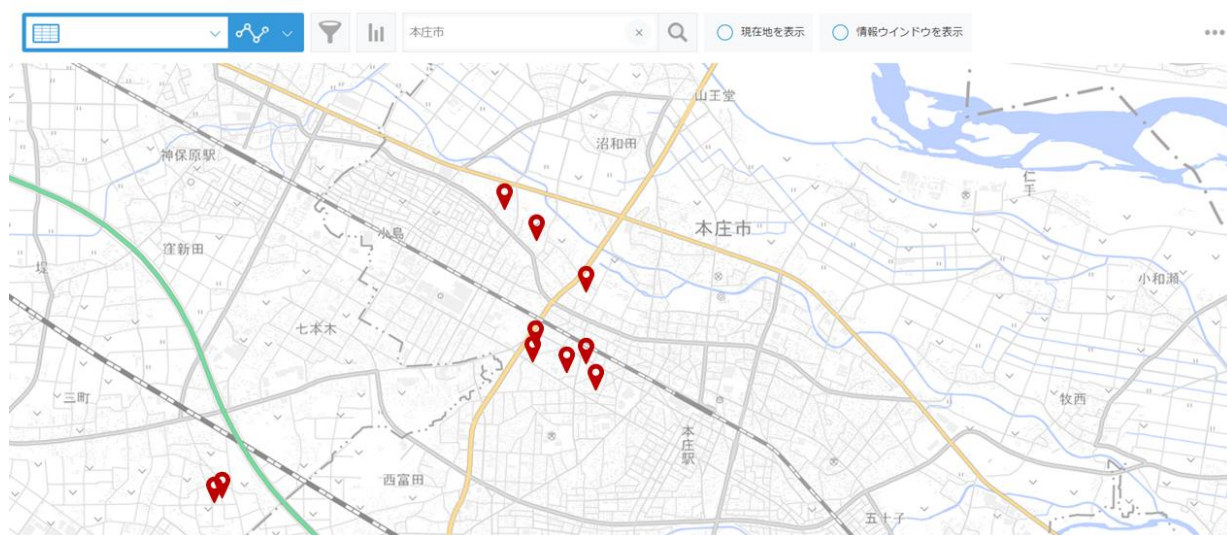 本庄市
現在地を表示
情報ウインドウを表示
山王堂
沼和田
神保原駅
仁手
小島
本庄市
窪新田
堤
小和瀬
七本木
三町
牧西
本庄駅
西富田
五十子